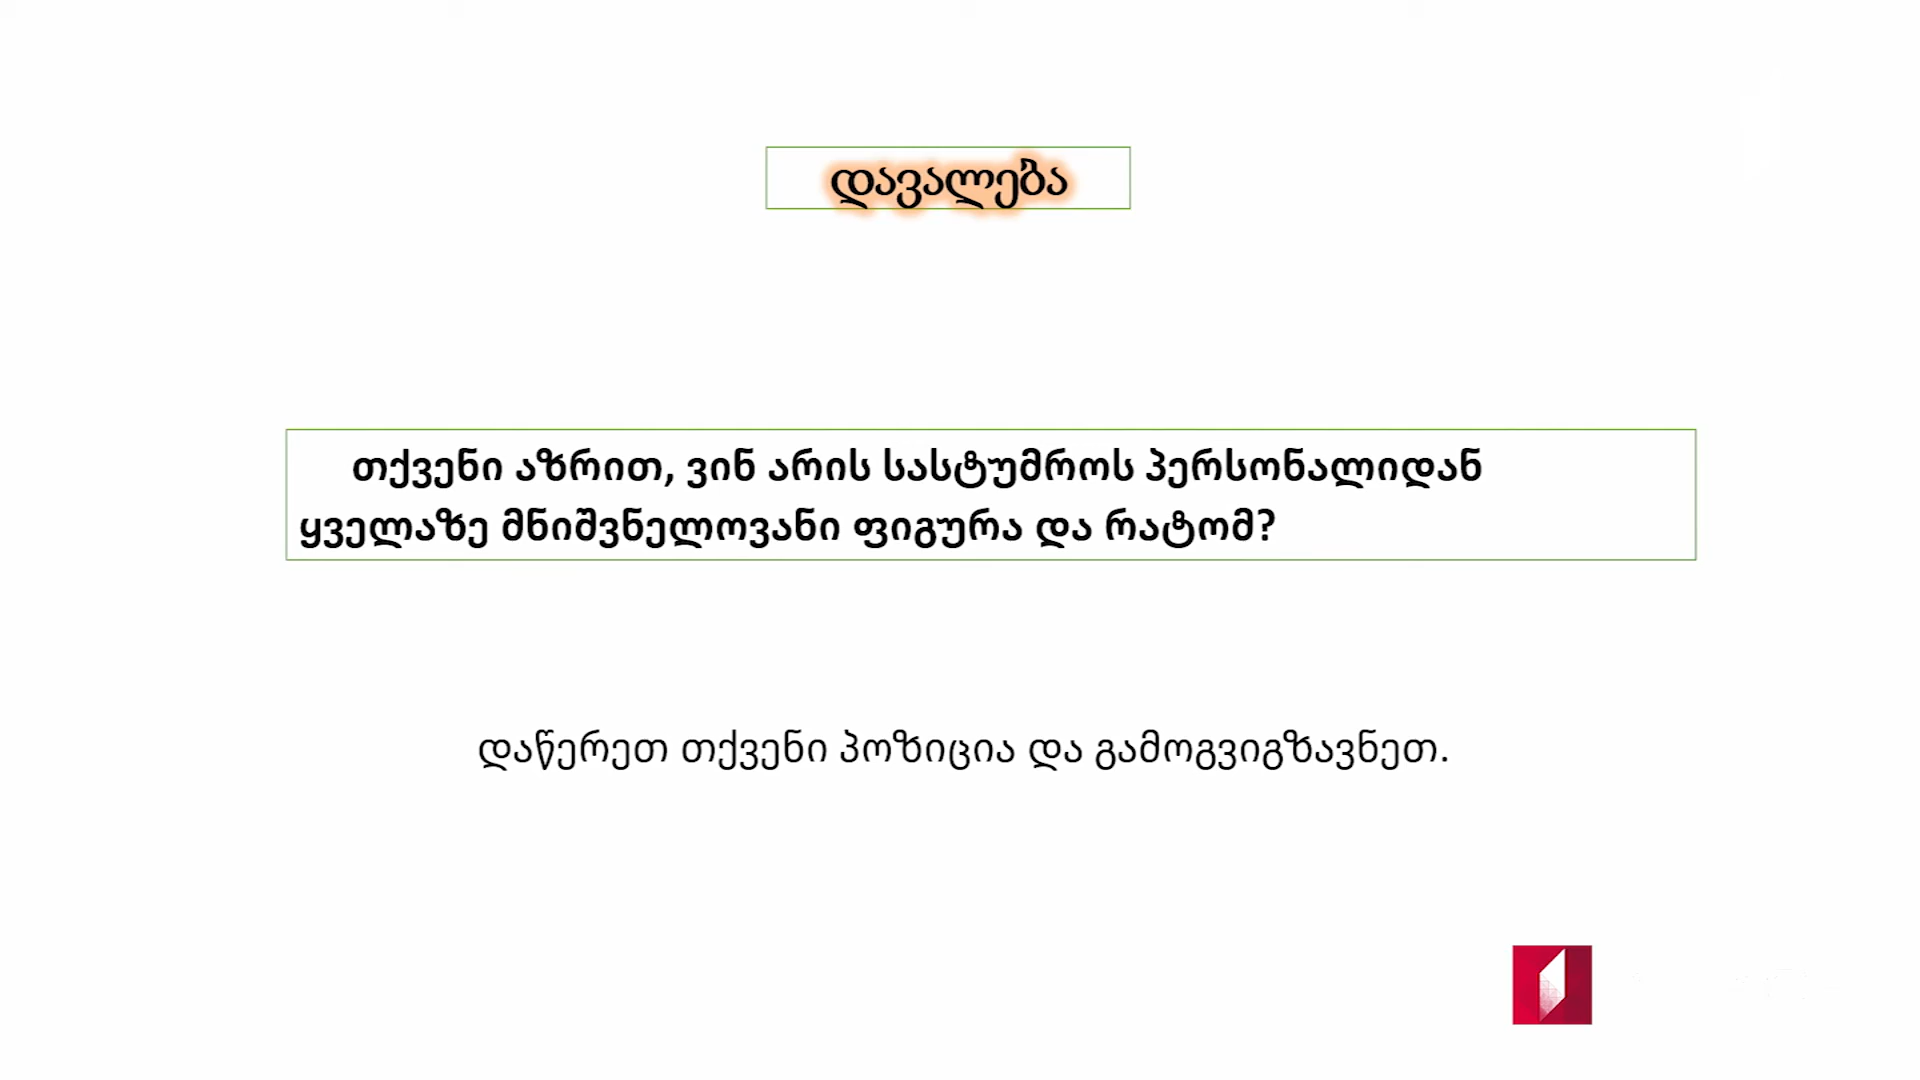 დავალება
თქვენი აზრით, ვინ არის სასტუმროს პერსონალიდან
ყველაზე მნიშვნელოვანი ფიგურა და რატომ?
დაწერეთ თქვენი პოზიცია და გამოგვიგზავნეთ.